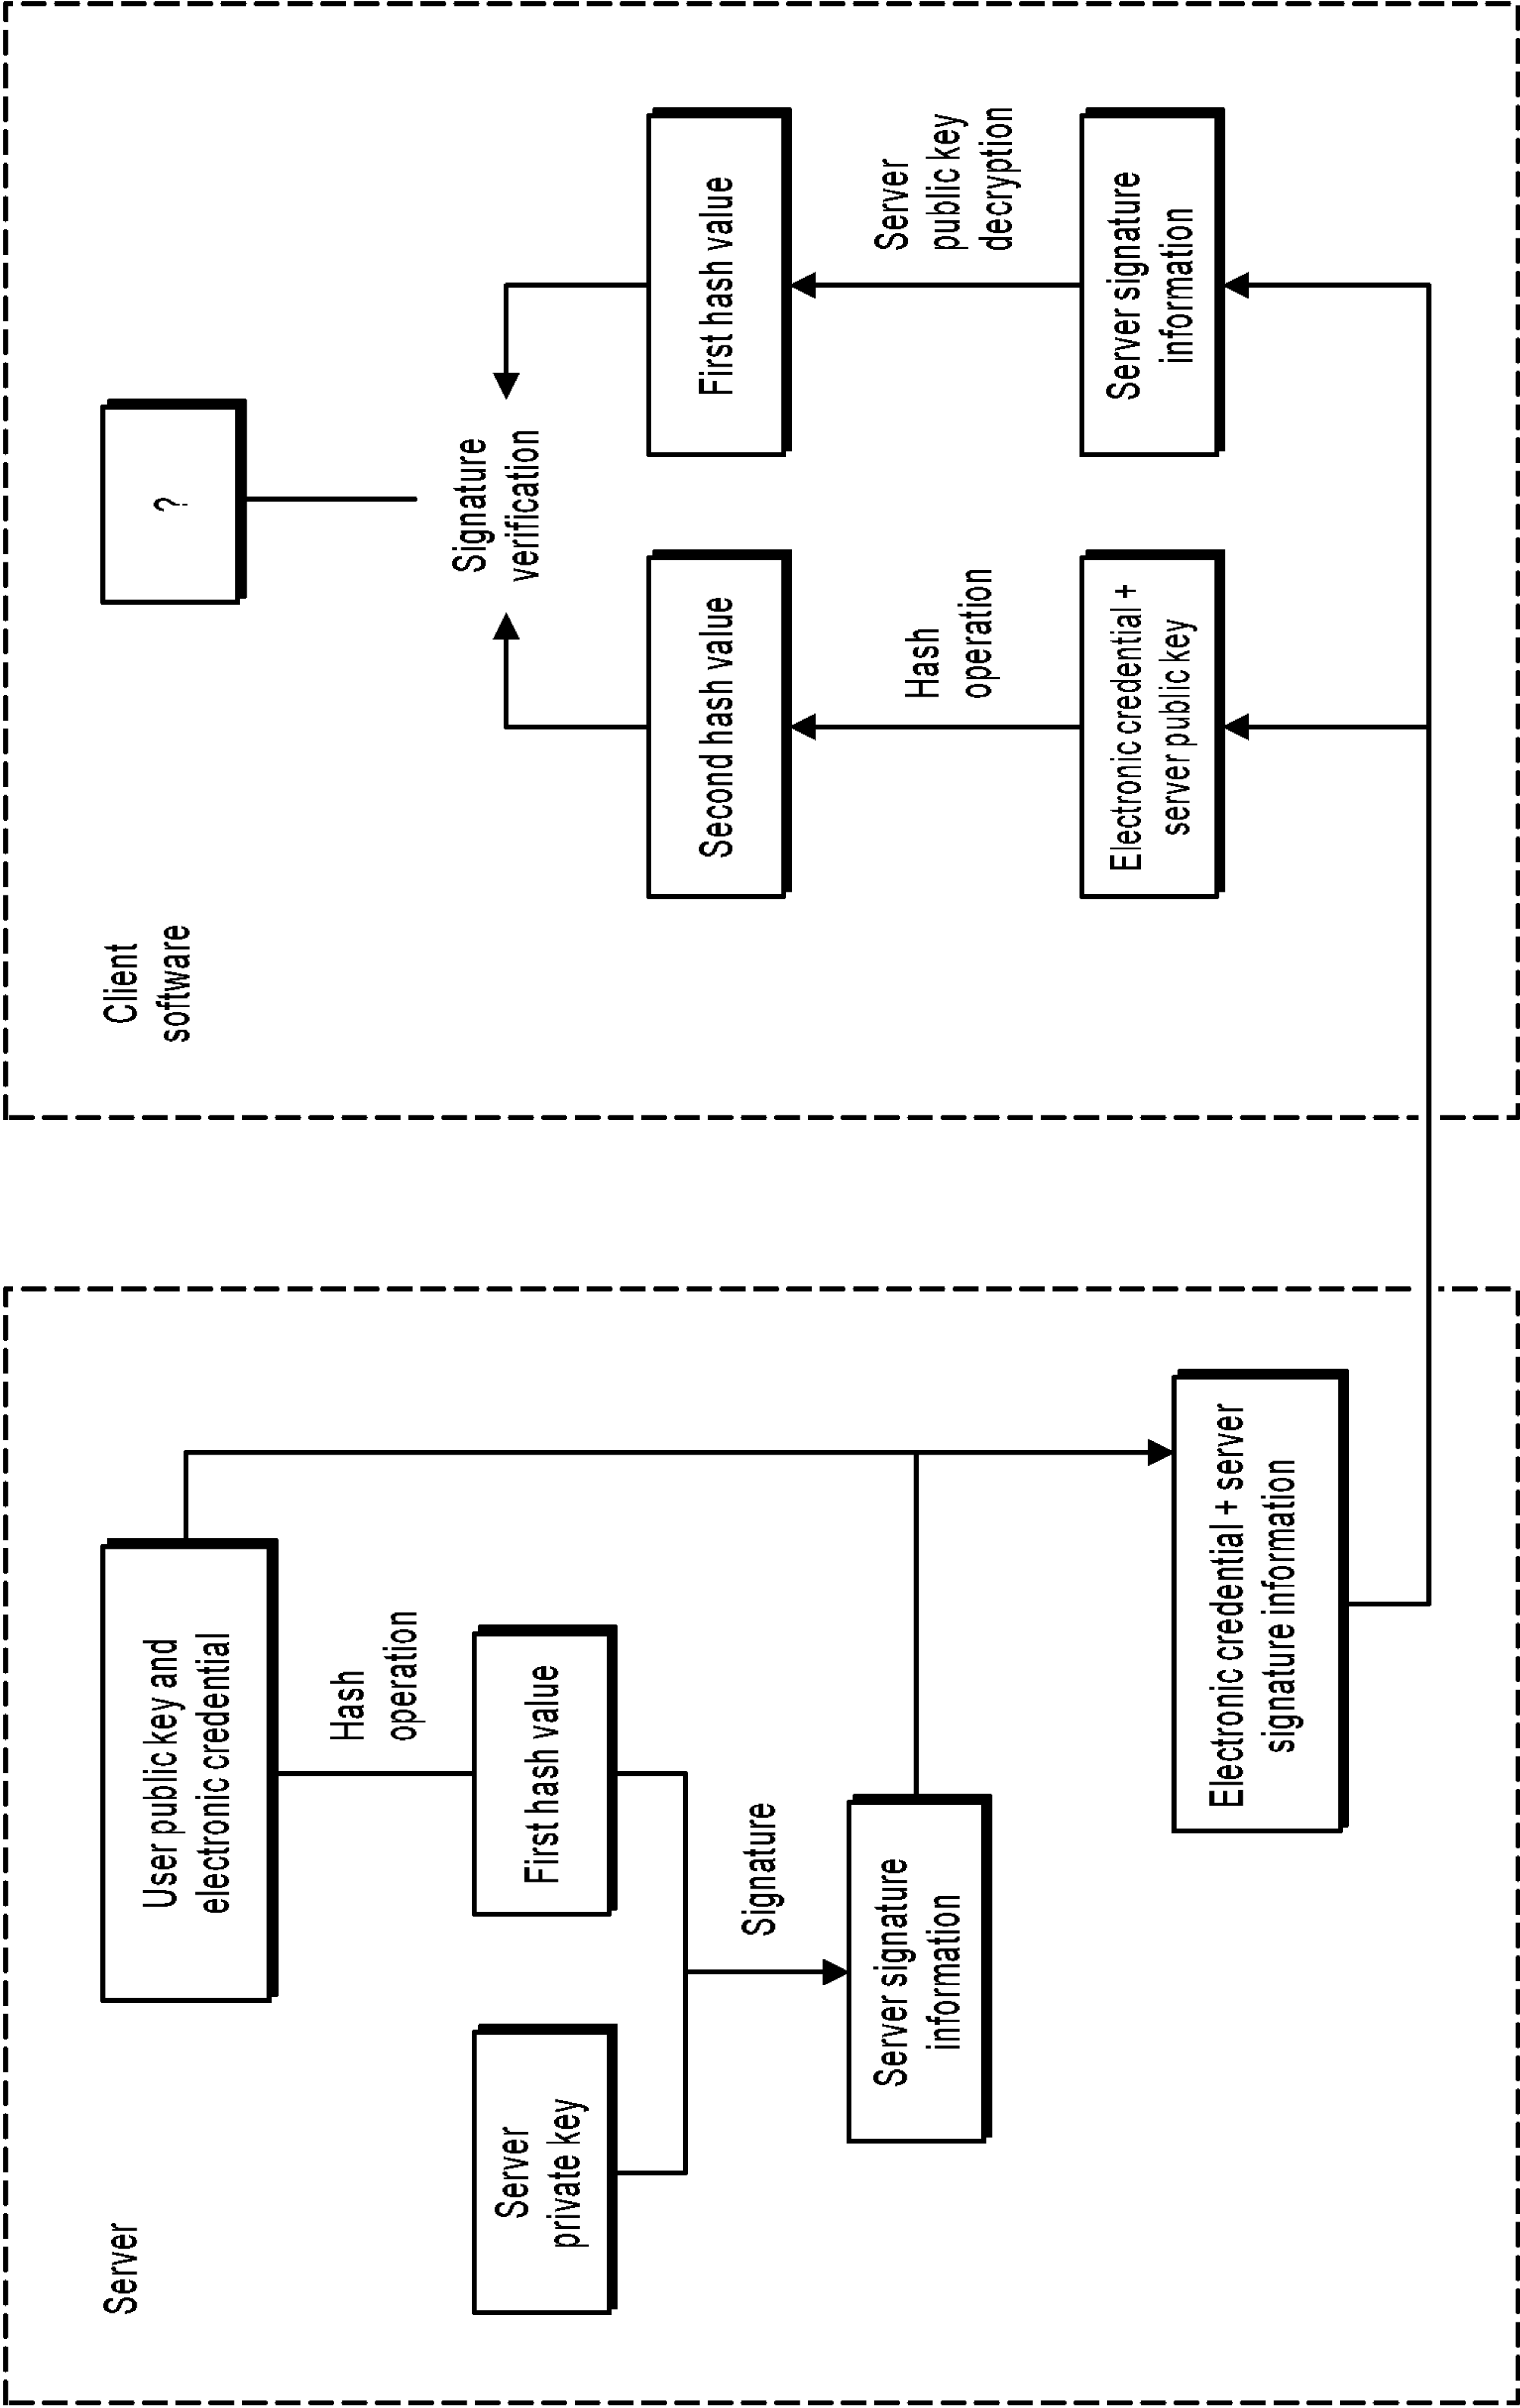 Server
User public key and
electronic credential
Hash
operation
Server
private key
First hash value
Signature
Server signature
information
Electronic credential + server
signature information
Client
software
?
Signature
verification
Second hash value
First hash value
Hash
operation
Server
public key
decryption
Electronic credential +
server public key
Server signature
information